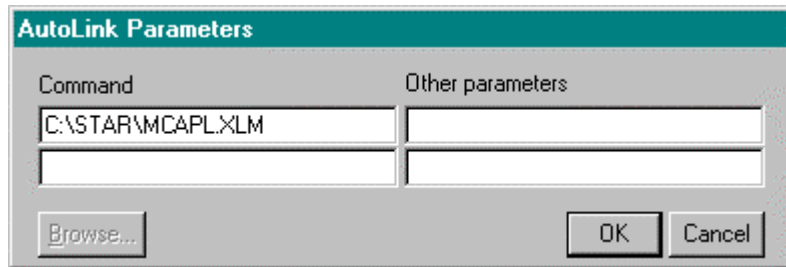 AutoLink Parameters
Command Other parameters
C:\STAR\MCAPL.XLM
Browse... OK Cancel